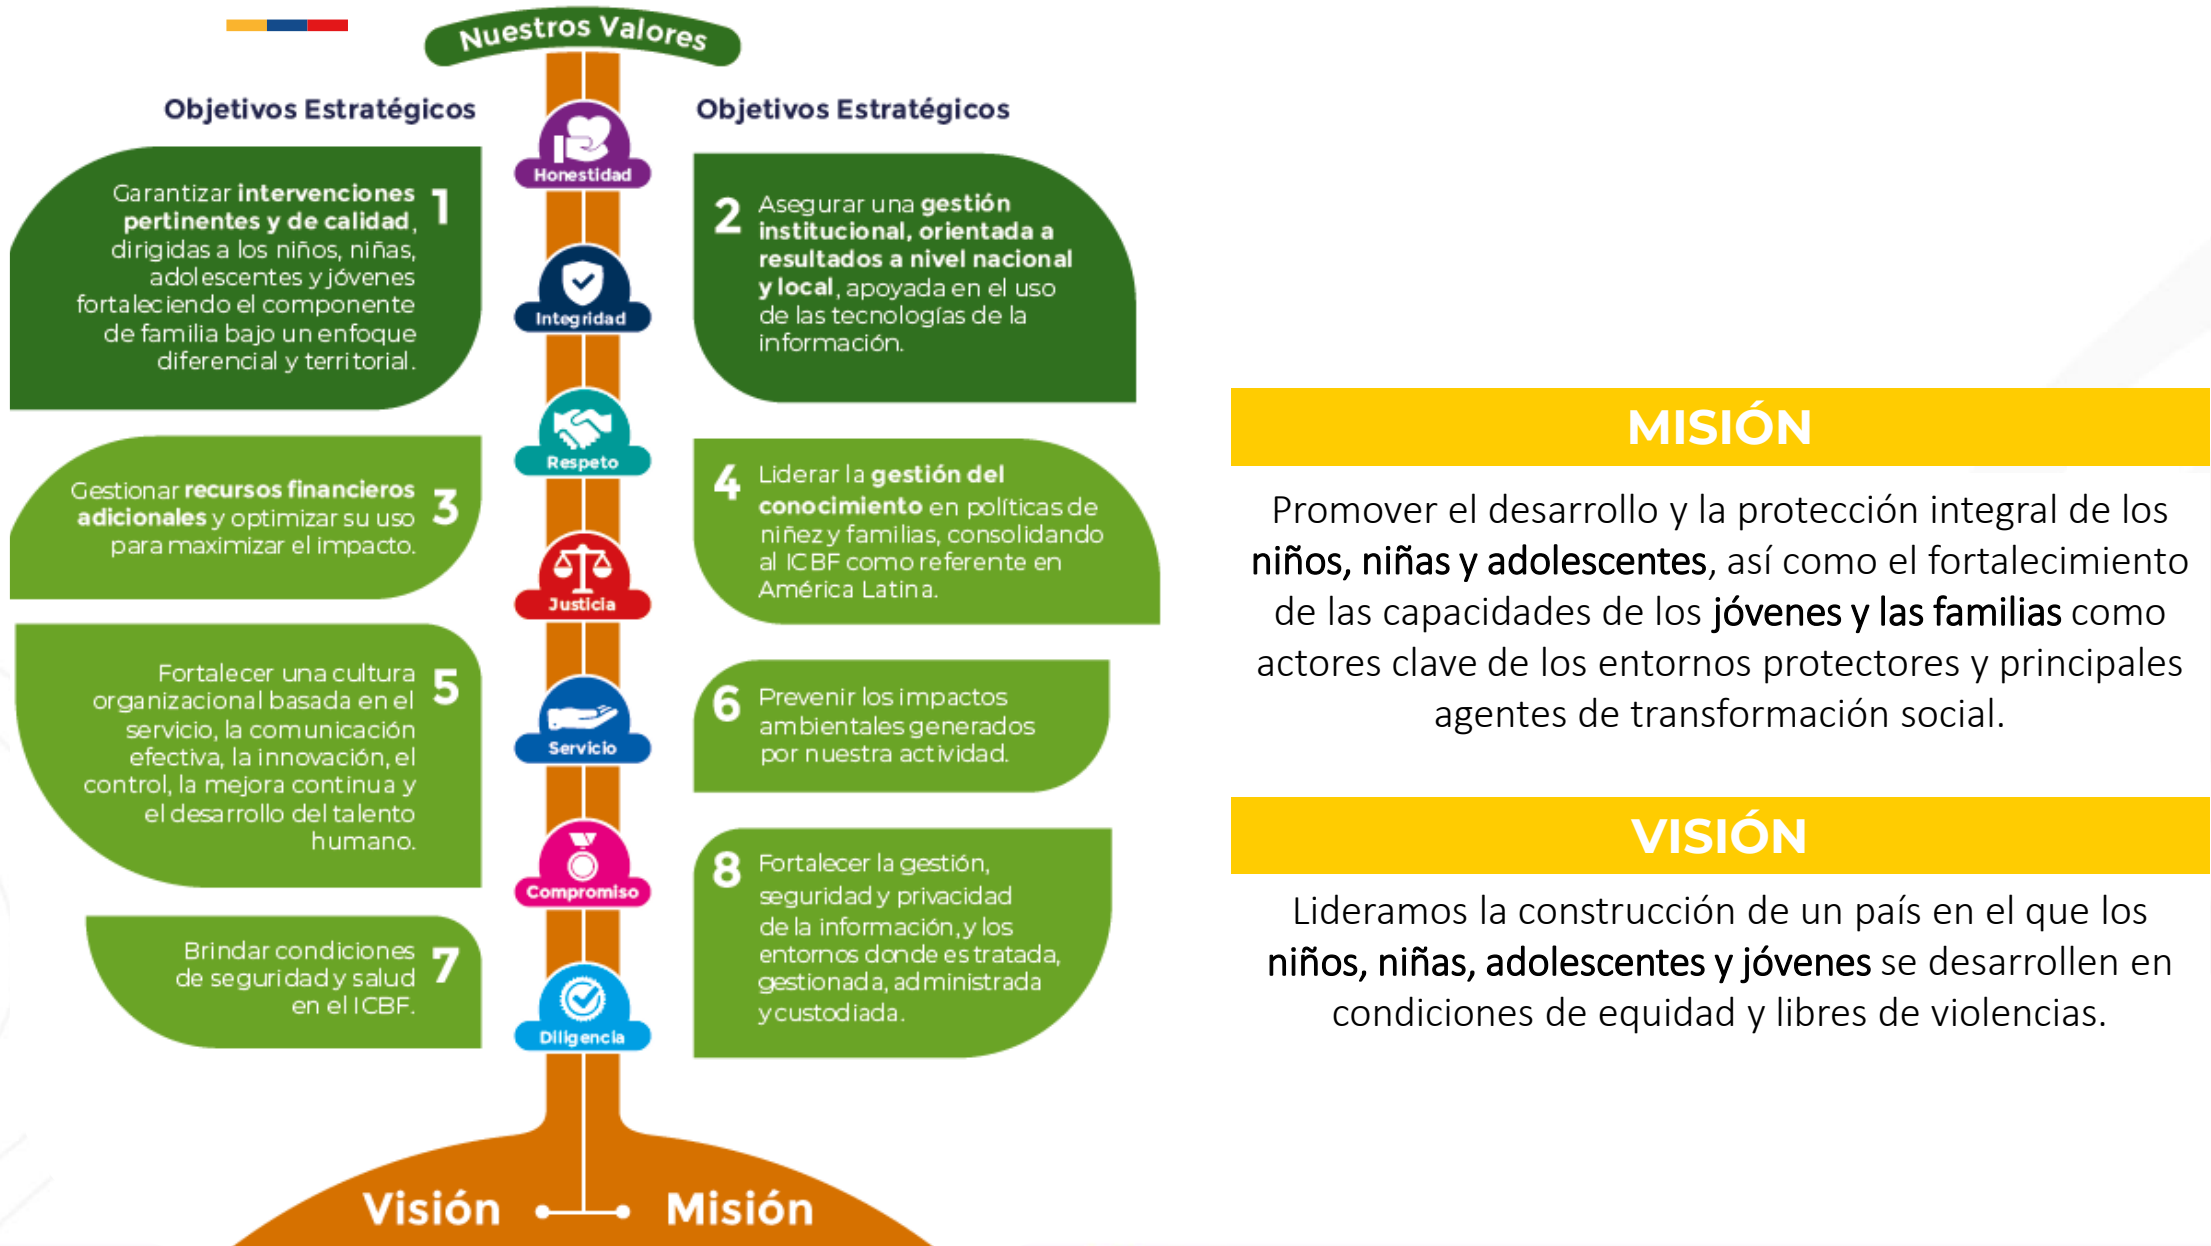 Nuestros Valores
Objetivos Estratégicos
1
Garantizar intervenciones
pertinentes y de calidad,
dirigidas a los niños, niñas,
adolescentes y jóvenes
fortaleciendo el componente
de familia bajo un enfoque
diferencial y territorial.
3
Gestionar recursos financieros
adicionales y optimizar su uso
para maximizar el impacto.
5
Fortalecer una cultura
organizacional basada en el
servicio, la comunicación
efectiva, la innovación, el
control, la mejora continua y
el desarrollo del talento
humano.
7
Brindar condiciones
de seguridad y salud
en el ICBF.
Honestidad
Integridad
Respeto
Justicia
Servicio
Compromiso
Diligencia
Objetivos Estratégicos
2
Asegurar una gestión
institucional, orientada a
resultados a nivel nacional
y local, apoyada en el uso
de las tecnologías de la
información.
4
Liderar la gestión del
conocimiento en políticas de
niñez y familias, consolidando
al ICBF como referente en
América Latina.
6
Prevenir los impactos
ambientales generados
por nuestra actividad.
8
Fortalecer la gestión,
seguridad y privacidad
de la información, y los
entornos donde es tratada,
gestionada, administrada
y custodiada.
Visión
Misión
MISIÓN
Promover el desarrollo y la protección integral de los
niños, niñas y adolescentes, así como el fortalecimiento
de las capacidades de los jóvenes y las familias como
actores clave de los entornos protectores y principales
agentes de transformación social.
VISIÓN
Lideramos la construcción de un país en el que los
niños, niñas, adolescentes y jóvenes se desarrollen en
condiciones de equidad y libres de violencias.